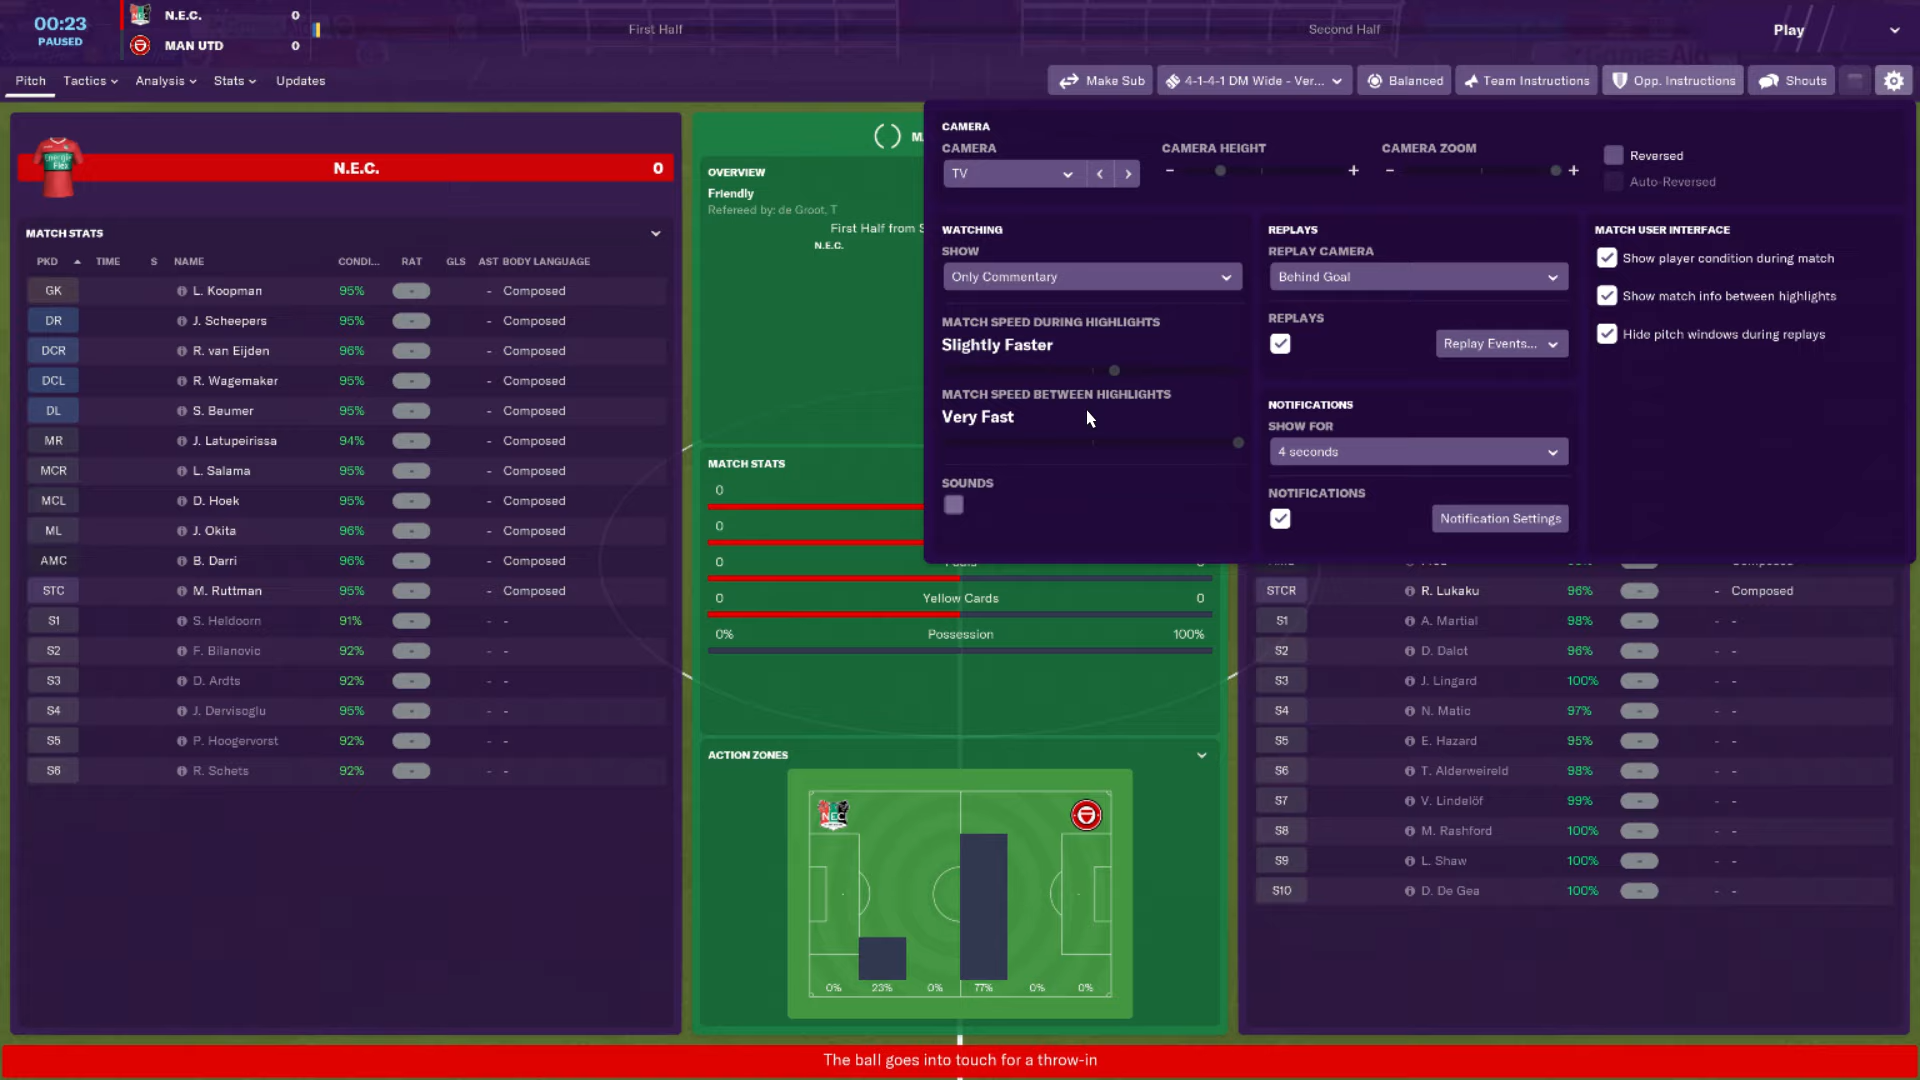 00:23
PAUSED
N.E.C. 0
MAN UTD 0
First Half
Second Half
Play
Pitch Tactics Analysis Stats Updates
Make Sub 4-1-4-1 DM Wide - Ver... Balanced Team Instructions Opp. Instructions Shouts
N.E.C. 0
MATCH STATS
PKD TIME S NAME CONDI... RAT GLS AST BODY LANGUAGE
GK L. Koopman 95% - - Composed
DR J. Scheepers 95% - - Composed
DCR R. van Eijden 96% - - Composed
DCL R. Wagemaker 95% - - Composed
DL S. Beumer 95% - - Composed
MR J. Latupeirissa 94% - - Composed
MCR L. Salama 95% - - Composed
MCL D. Hoek 95% - - Composed
ML J. Okita 96% - - Composed
AMC B. Darri 96% - - Composed
STC M. Ruttman 95% - - Composed
S1 S. Heldoorn 91% - - -
S2 F. Bilanovic 92% - - -
S3 D. Ardts 92% - - -
S4 J. Dervisoglu 95% - - -
S5 P. Hoogervorst 92% - - -
S6 R. Schets 92% - - -
OVERVIEW
Friendly
Refereed by: de Groot, T
First Half from S
N.E.C.
MATCH STATS
0
0
0
0 Yellow Cards 0
0% Possession 100%
ACTION ZONES
NEC
0% 23% 0% 77% 0% 0%
CAMERA
CAMERA
TV
CAMERA HEIGHT
- +
CAMERA ZOOM
- +
Reversed
Auto-Reversed
WATCHING
SHOW
Only Commentary
MATCH SPEED DURING HIGHLIGHTS
Slightly Faster
MATCH SPEED BETWEEN HIGHLIGHTS
Very Fast
SOUNDS
REPLAYS
REPLAY CAMERA
Behind Goal
REPLAYS
Replay Events...
NOTIFICATIONS
SHOW FOR
4 seconds
NOTIFICATIONS
Notification Settings
MATCH USER INTERFACE
Show player condition during match
Show match info between highlights
Hide pitch windows during replays
STCR R. Lukaku 96% - - Composed
S1 A. Martial 98% - - -
S2 D. Dalot 96% - - -
S3 J. Lingard 100% - - -
S4 N. Matic 97% - - -
S5 E. Hazard 95% - - -
S6 T. Alderweireld 98% - - -
S7 V. Lindelöf 99% - - -
S8 M. Rashford 100% - - -
S9 L. Shaw 100% - - -
S10 D. De Gea 100% - - -
The ball goes into touch for a throw-in